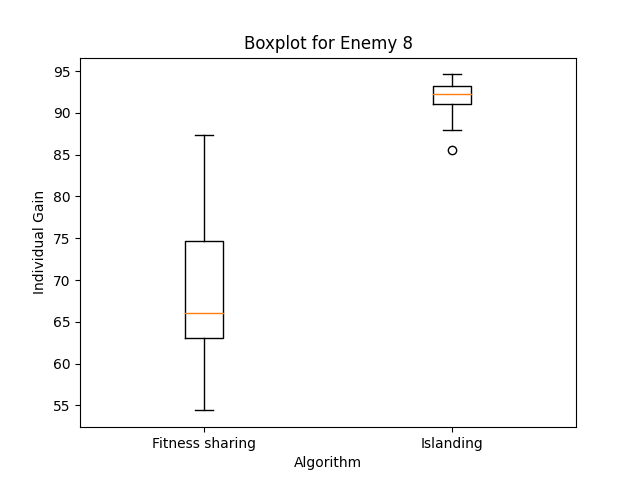 Boxplot for Enemy 8
Individual Gain
95
90
85
80
75
70
65
60
55
Fitness sharing
Islanding
Algorithm